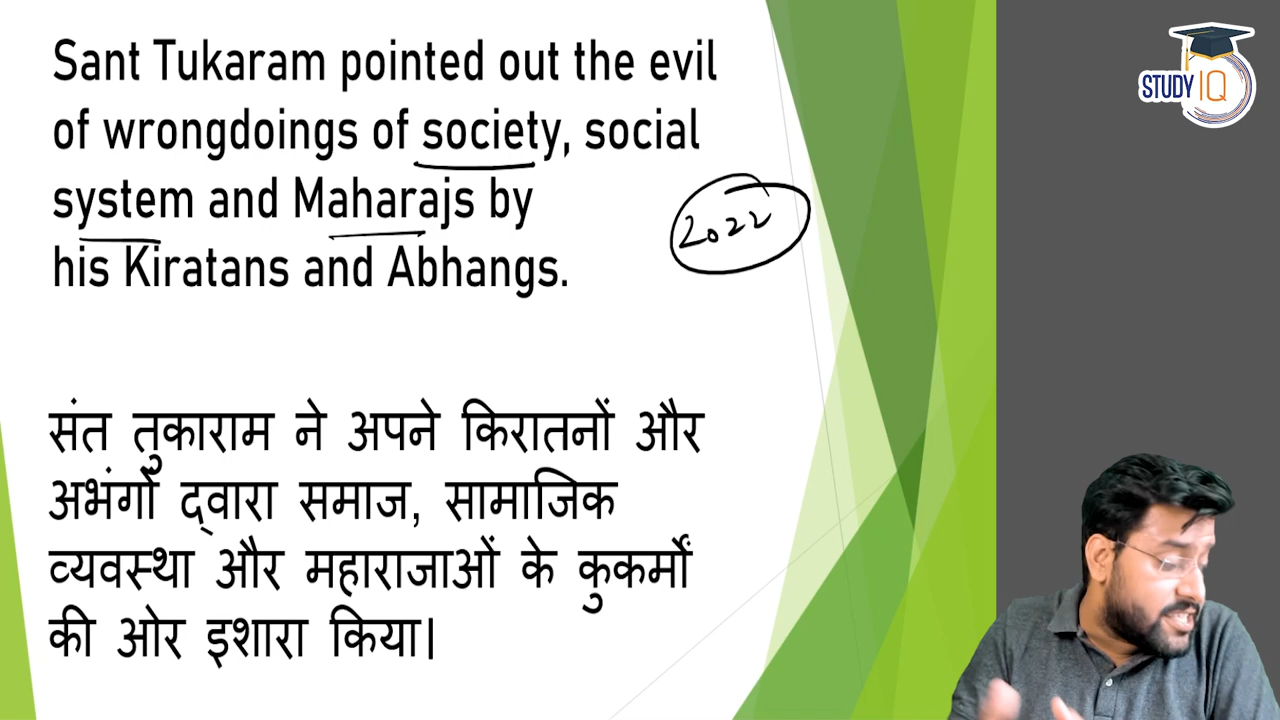 Sant Tukaram pointed out the evil
of wrongdoings of society, social
system and Maharajs by
his Kiratans and Abhangs.
2022
संत तुकाराम ने अपने किरातनों और
अभंगों द्वारा समाज, सामाजिक
व्यवस्था और महाराजाओं के कुकर्मों
की ओर इशारा किया।
STUDY IQ